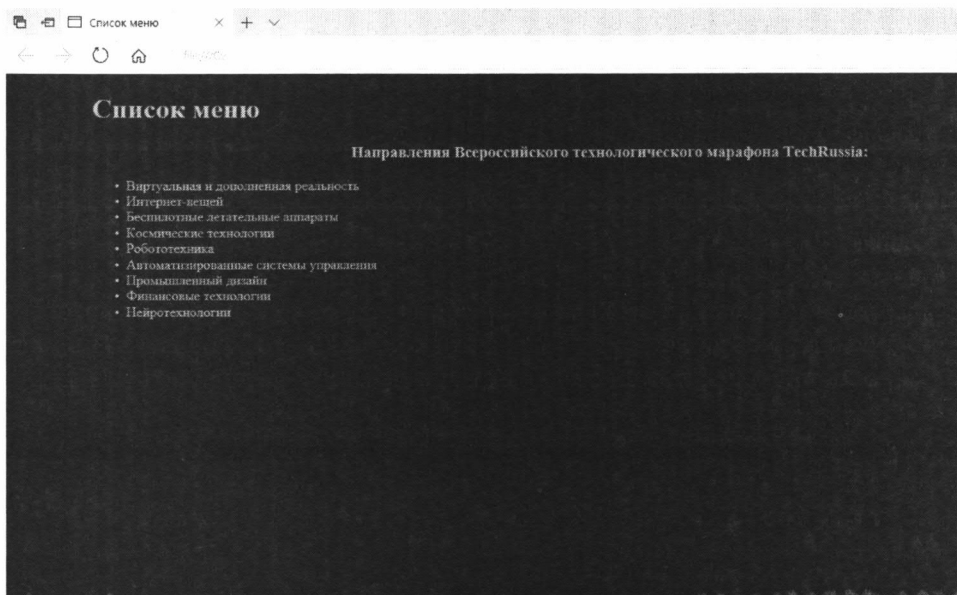 Список меню
Список меню
Направления Всероссийского технологического марафона TechRussia:
• Виртуальная и дополненная реальность
• Интернет-вещей
• Беспилотные летательные аппараты
• Космические технологии
• Робототехника
• Автоматизированные системы управления
• Промышленный дизайн
• Финансовые технологии
• Нейротехнологии